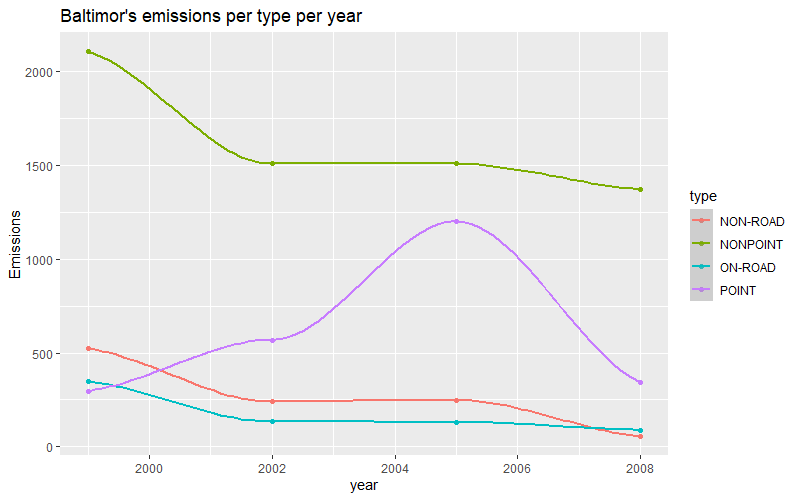 Baltimor's emissions per type per year
Emissions
2000
1500
1000
500
0
2000
2002
2004
2006
2008
year
type
NON-ROAD
NONPOINT
ON-ROAD
POINT